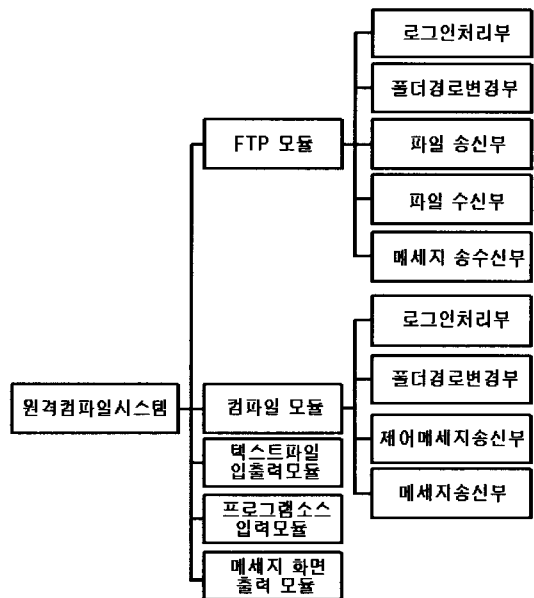 로그인처리부
폴더경로변경부
FTP 모듈
파일 송신부
파일 수신부
메세지 송수신부
로그인처리부
폴더경로변경부
원격컴파일시스템
컴파일 모듈
제어메세지송신부
텍스트파일
입출력모듈
메세지송신부
프로그램소스
입력모듈
메세지 화면
출력 모듈